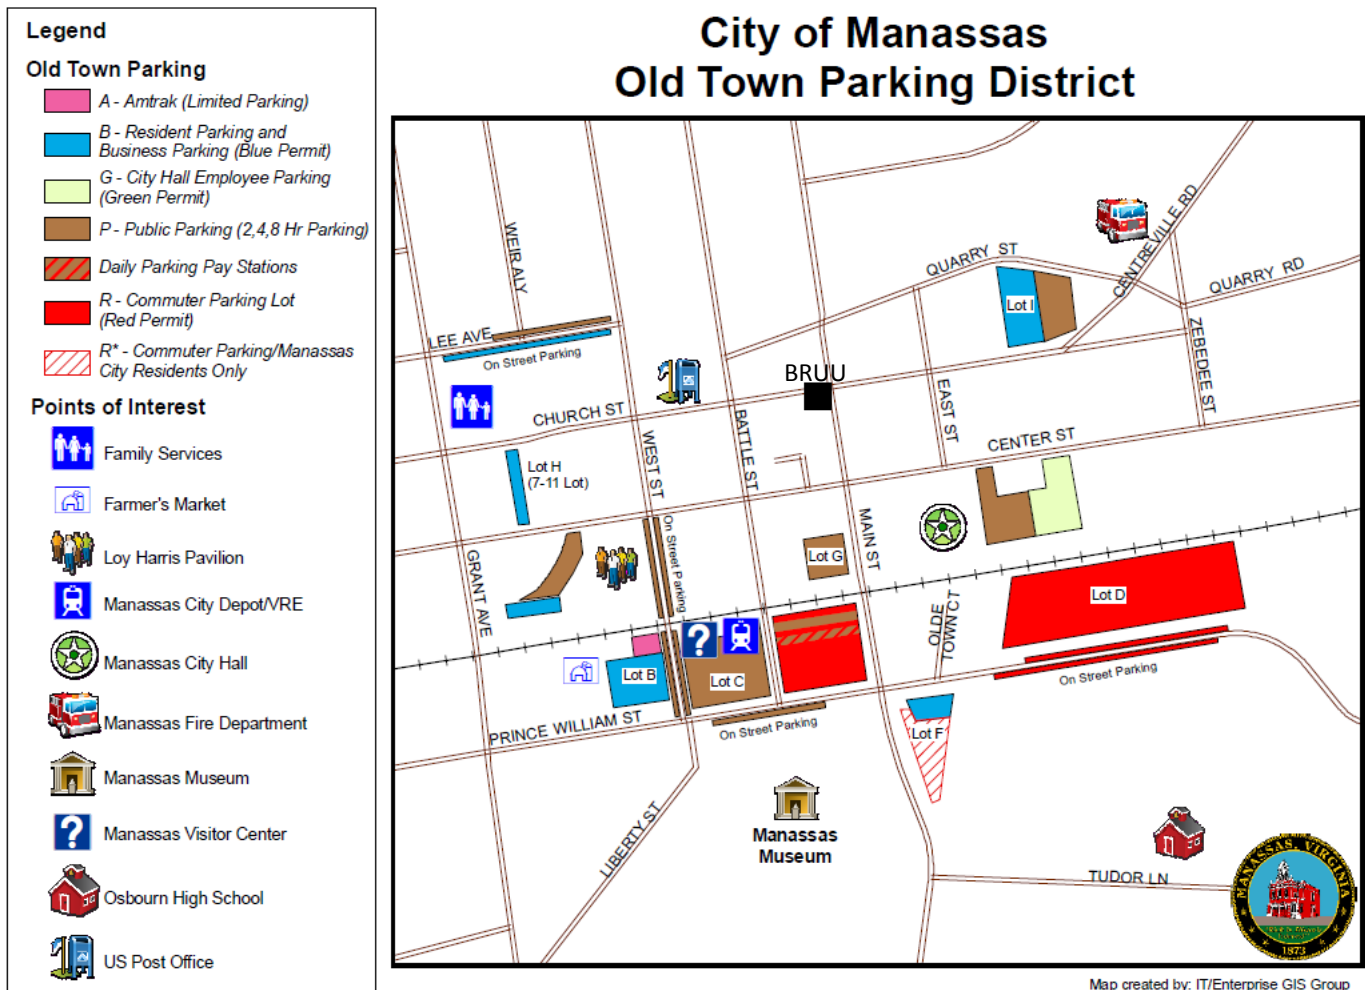 City of Manassas
Old Town Parking District
Legend
Old Town Parking
A - Amtrak (Limited Parking)
B - Resident Parking and
Business Parking (Blue Permit)
G - City Hall Employee Parking
(Green Permit)
P - Public Parking (2,4,8 Hr Parking)
Daily Parking Pay Stations
R - Commuter Parking Lot
(Red Permit)
R* - Commuter Parking/Manassas
City Residents Only
Points of Interest
Family Services
Farmer's Market
Loy Harris Pavilion
Manassas City Depot/VRE
Manassas City Hall
Manassas Fire Department
Manassas Museum
Manassas Visitor Center
Osbourn High School
US Post Office
WEIR ALY
QUARRY ST
CENTREVILLE RD
QUARRY RD
Lot I
LEE AVE
On Street Parking
ZEBEDEE ST
BRUU
CHURCH ST
EAST ST
BATTLE ST
WEST ST
CENTER ST
Lot H
(7-11 Lot)
On Street Parking
MAIN ST
GRANT AVE
Lot G
Lot D
OLDE
TOWN CT
Lot B
Lot C
On Street Parking
PRINCE WILLIAM ST
On Street Parking
Lot F
LIBERTY ST
Manassas
Museum
TUDOR LN
MANASSAS, VIRGINIA
1873
Map created by: IT/Enterprise GIS Group